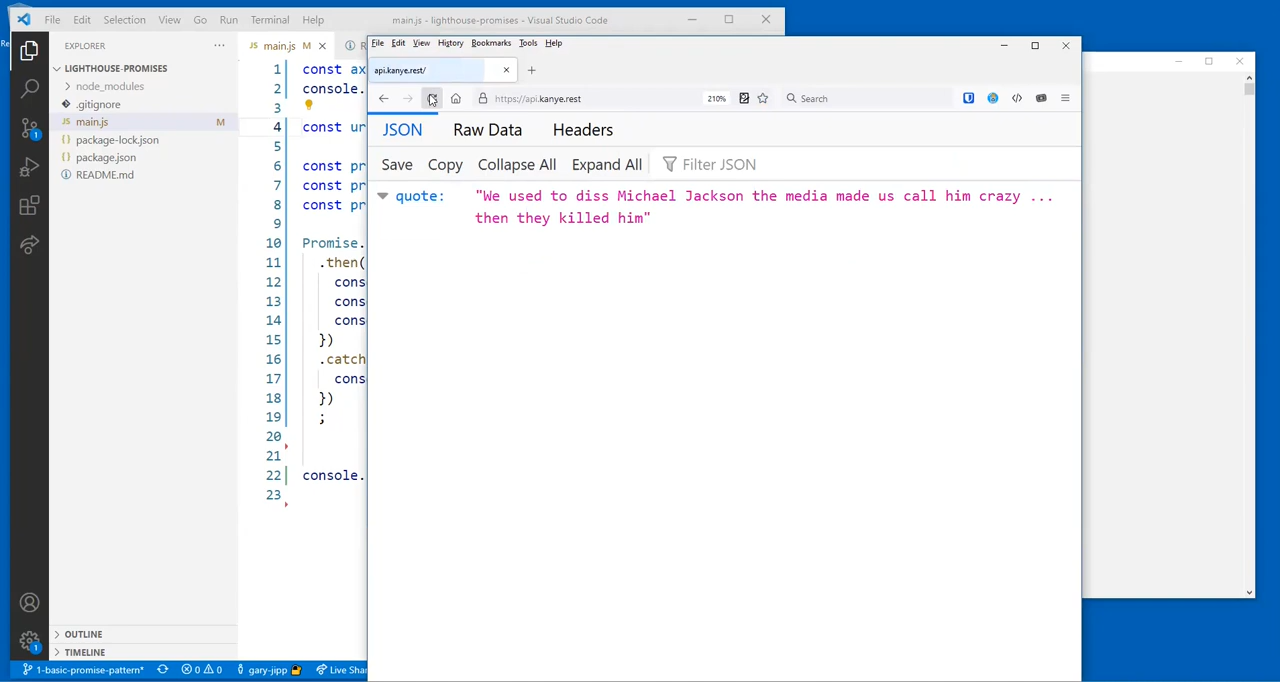 File Edit Selection View Go Run Terminal Help
main.js - lighthouse-promises - Visual Studio Code
Re
EXPLORER
LIGHTHOUSE-PROMISES
node_modules
.gitignore
main.js M
package-lock.json
package.json
README.md
OUTLINE
TIMELINE
JS main.js M
R
1 const ax
2 console.
3
4 const ur
5
6 const pr
7 const pr
8 const pr
9
10 Promise.
11 .then(
12 cons
13 cons
14 cons
15 })
16 .catch
17 cons
18 })
19 ;
20
21
22 console.
23
1-basic-promise-pattern* 0 0 gary-jipp Live Shar
File Edit View History Bookmarks Tools Help
api.kanye.rest/
https://api.kanye.rest 210% Search
JSON Raw Data Headers
Save Copy Collapse All Expand All Filter JSON
quote: "We used to diss Michael Jackson the media made us call him crazy ...
then they killed him"